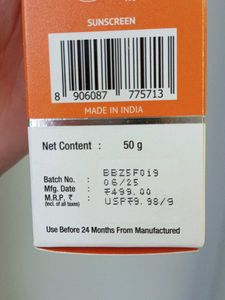 SUNSCREEN
8 906087 775713
MADE IN INDIA
Net Content : 50 g
Batch No. : BBZ5F019
Mfg. Date : 06/25
M.R.P. ₹ : ₹499.00
(incl. of all taxes) USP₹9.98/g
Use Before 24 Months From Manufactured